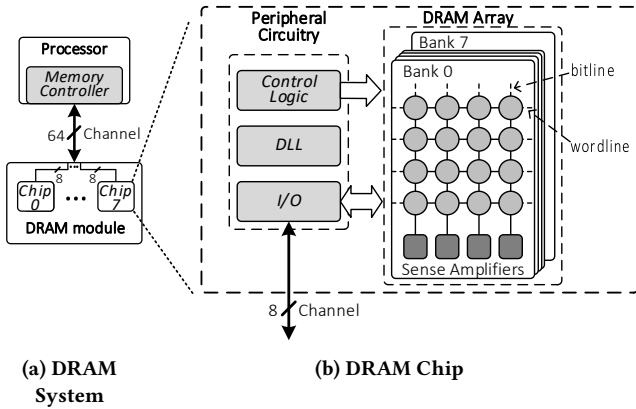 Processor
Memory
Controller
64
Channel
8
8
Chip
0
...
Chip
7
DRAM module
Peripheral
Circuitry
Control
Logic
DLL
I/O
8
Channel
DRAM Array
Bank 7
Bank 0
bitline
wordline
Sense Amplifiers
(a) DRAM
System
(b) DRAM Chip